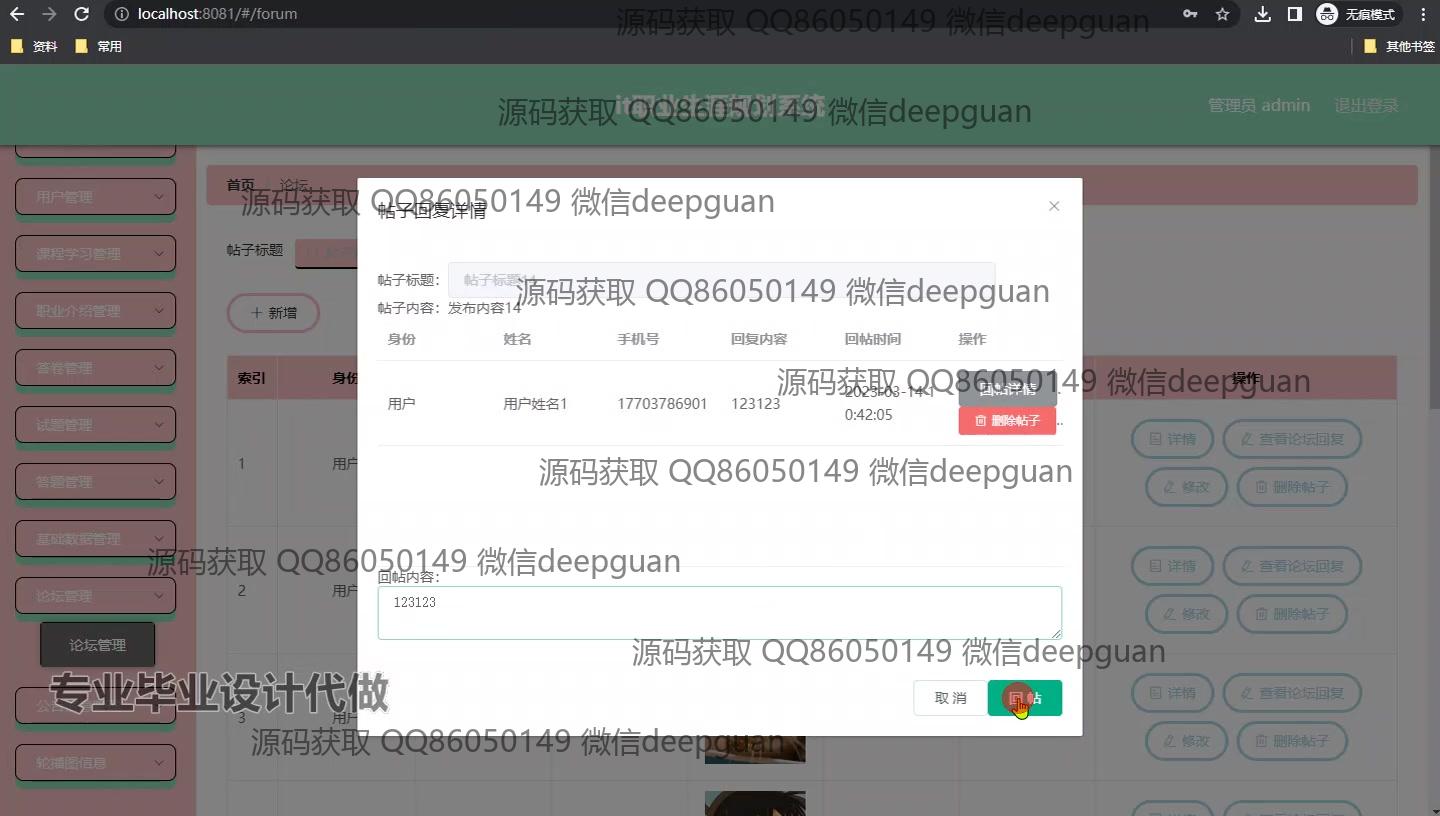 localhost:8081/#/forum
无痕模式
资料
常用
其他书签
it职业生涯规划系统
管理员 admin
退出登录
源码获取 QQ86050149 微信deepguan
源码获取 QQ86050149 微信deepguan
用户管理
课程学习管理
职业介绍管理
答卷管理
试题管理
答题管理
基础数据管理
论坛管理
论坛管理
轮播图信息
首页
论坛
帖子标题
新增
索引
身份
操作
1
用户
详情
查看论坛回复
修改
删除帖子
2
用户
详情
查看论坛回复
修改
删除帖子
3
用户
详情
查看论坛回复
修改
删除帖子
源码获取 QQ86050149 微信deepguan
帖子回复详情
帖子标题：
帖子标题14
源码获取 QQ86050149 微信deepguan
帖子内容：发布内容14
身份 姓名 手机号 回复内容 回帖时间 操作
源码获取 QQ86050149 微信deepguan
用户 用户姓名1 17703786901 123123 2023-03-14 1
0:42:05
回帖详情
删除帖子
源码获取 QQ86050149 微信deepguan
源码获取 QQ86050149 微信deepguan
回帖内容：
123123
源码获取 QQ86050149 微信deepguan
取消
回帖
专业毕业设计代做
源码获取 QQ86050149 微信deepguan